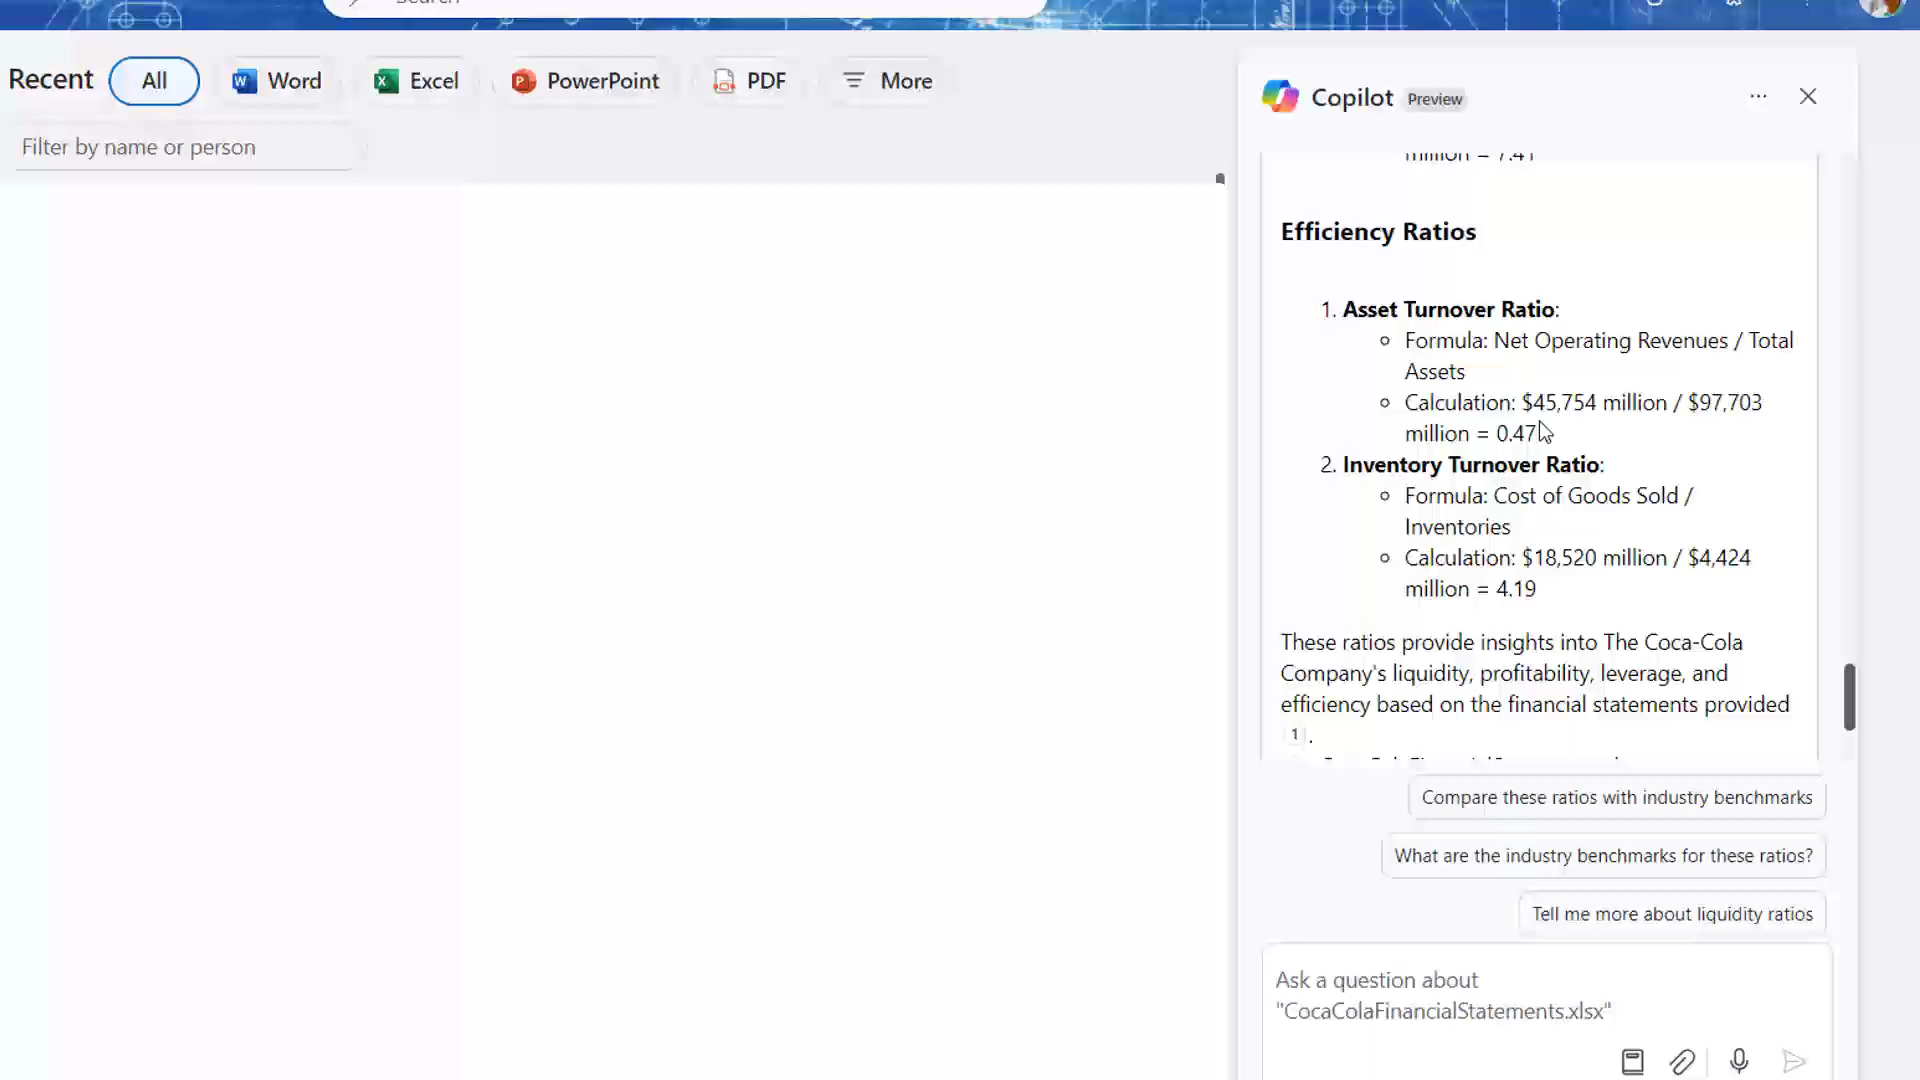 Search
Recent
All
Word
Excel
PowerPoint
PDF
More
Filter by name or person
Copilot Preview
million = 7.41
Efficiency Ratios
1. Asset Turnover Ratio:
Formula: Net Operating Revenues / Total
Assets
Calculation: $45,754 million / $97,703
million = 0.47
2. Inventory Turnover Ratio:
Formula: Cost of Goods Sold /
Inventories
Calculation: $18,520 million / $4,424
million = 4.19
These ratios provide insights into The Coca-Cola
Company's liquidity, profitability, leverage, and
efficiency based on the financial statements provided
1 .
Compare these ratios with industry benchmarks
What are the industry benchmarks for these ratios?
Tell me more about liquidity ratios
Ask a question about
"CocaColaFinancialStatements.xlsx"